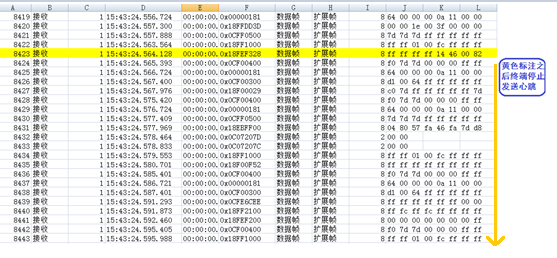 A B C D E F G H I J K L
8419 接收 1 15:43:24.556.724 00:00:00. 0x00000181 数据帧 扩展帧 8 64 00 00 00 0a 11 00 00
8420 接收 1 15:43:24.557.300 00:00:00. 0x18FFDD3D 数据帧 扩展帧 8 00 00 1e 00 3f 00 00 00
8421 接收 1 15:43:24.557.888 00:00:00. 0x0CFF0500 数据帧 扩展帧 8 7d 7d 7d ff ff ff ff ff
8422 接收 1 15:43:24.563.564 00:00:00. 0x18FF1000 数据帧 扩展帧 8 ff ff 01 00 fc ff ff ff
8423 接收 1 15:43:24.564.128 00:00:00. 0x18FEF328 数据帧 扩展帧 8 ff ff ff ff 14 46 00 82
8424 接收 1 15:43:24.565.393 00:00:00. 0x0CF00400 数据帧 扩展帧 8 f0 7d 7d 00 00 00 ff ff
8425 接收 1 15:43:24.566.724 00:00:00. 0x00000181 数据帧 扩展帧 8 64 00 00 00 0a 11 00 00
8426 接收 1 15:43:24.567.400 00:00:00. 0x0CF00300 数据帧 扩展帧 8 d1 00 64 ff ff ff ff ff
8427 接收 1 15:43:24.567.976 00:00:00. 0x18F00029 数据帧 扩展帧 8 c0 7d ff ff ff ff ff 7d
8428 接收 1 15:43:24.575.420 00:00:00. 0x0CF00400 数据帧 扩展帧 8 f0 7d 7d 00 00 00 ff ff
8429 接收 1 15:43:24.576.724 00:00:00. 0x00000181 数据帧 扩展帧 8 64 00 00 00 0a 11 00 00
8430 接收 1 15:43:24.577.409 00:00:00. 0x0CFF0500 数据帧 扩展帧 8 7d 7d 7d ff ff ff ff ff
8431 接收 1 15:43:24.577.969 00:00:00. 0x18EEFF00 数据帧 扩展帧 8 04 80 57 fa 46 fa 7d d8
8432 接收 1 15:43:24.578.464 00:00:00. 0x0C07207D 数据帧 扩展帧 2 00 00
8433 接收 1 15:43:24.578.833 00:00:00. 0x0C07207C 数据帧 扩展帧 2 00 00
8434 接收 1 15:43:24.579.553 00:00:00. 0x18FF1000 数据帧 扩展帧 8 ff ff 01 00 fc ff ff ff
8435 接收 1 15:43:24.580.701 00:00:00. 0x18F00F52 数据帧 扩展帧 8 ff ff ff ff ff ff ff ff
8436 接收 1 15:43:24.585.401 00:00:00. 0x0CF00400 数据帧 扩展帧 8 f0 7d 7d 00 00 00 ff ff
8437 接收 1 15:43:24.586.721 00:00:00. 0x00000181 数据帧 扩展帧 8 64 00 00 00 0a 11 00 00
8438 接收 1 15:43:24.587.401 00:00:00. 0x0CF00300 数据帧 扩展帧 8 d1 00 64 ff ff ff ff ff
8439 接收 1 15:43:24.591.293 00:00:00. 0x0CFE6CEE 数据帧 扩展帧 8 ff ff ff ff ff ff 00 00
8440 接收 1 15:43:24.591.873 00:00:00. 0x18FF2100 数据帧 扩展帧 8 ff fc ff fc ff ff ff ff
8441 接收 1 15:43:24.592.460 00:00:00. 0x18FEF200 数据帧 扩展帧 8 00 00 00 00 00 00 ff ff
8442 接收 1 15:43:24.595.405 00:00:00. 0x0CF00400 数据帧 扩展帧 8 f0 7d 7d 00 00 00 ff ff
8443 接收 1 15:43:24.595.988 00:00:00. 0x18FF1000 数据帧 扩展帧 8 ff ff 01 00 fc ff ff ff
黄色标注之
后终端停止
发送心跳